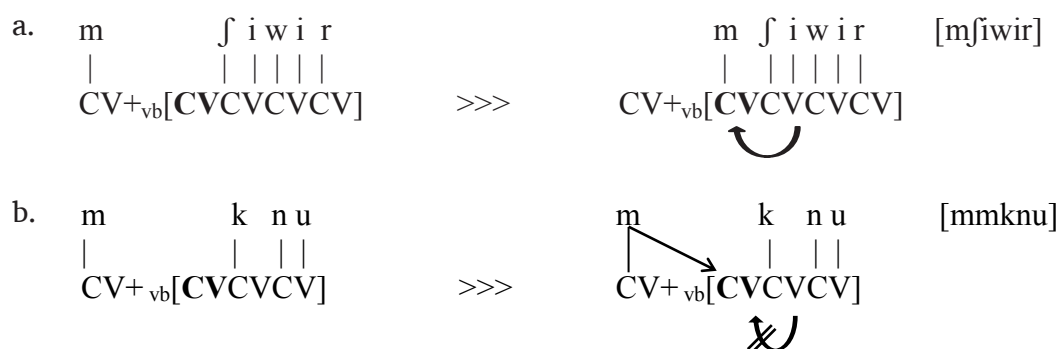 a. m ʃ i w i r m ʃ i w i r [mʃiwir]
| | | | | | | | | | | |
CV+vb[CVCVCVCV] >>> CV+vb[CVCVCVCV]
b. m k n u m k n u [mmknu]
| | | | | | |
CV+ vb[CVCVCV] >>> CV+ vb[CVCVCV]